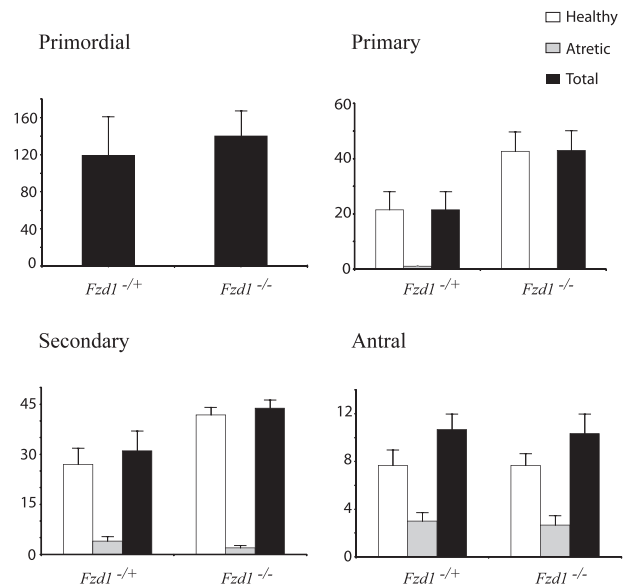 Healthy
Atretic
Total
Primordial
160
120
80
40
0
Fzd1 -/+
Fzd1 -/-
Primary
60
40
20
0
Fzd1 -/+
Fzd1 -/-
Secondary
45
30
15
0
Fzd1 -/+
Fzd1 -/-
Antral
12
8
4
0
Fzd1 -/+
Fzd1 -/-